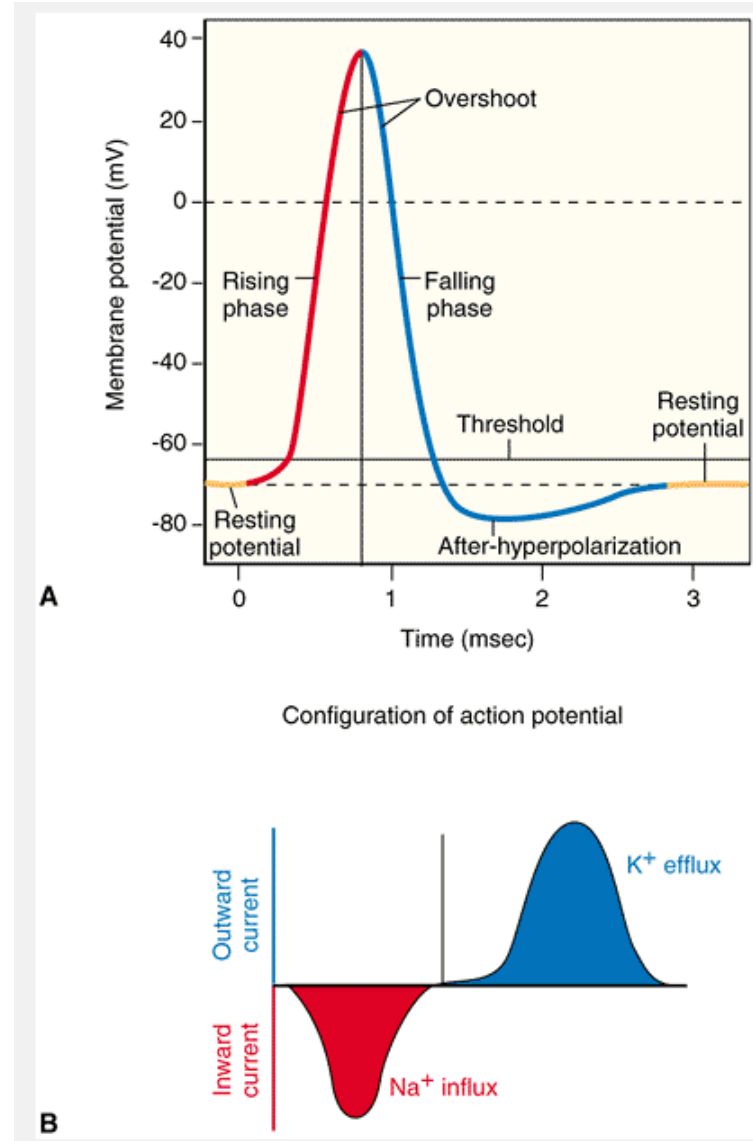 40
20
0
-20
-40
-60
-80
Membrane potential (mV)
Overshoot
Rising
phase
Falling
phase
Threshold
Resting
potential
Resting
potential
After-hyperpolarization
0 1 2 3
Time (msec)
A
Configuration of action potential
Outward
current
K+ efflux
Inward
current
Na+ influx
B